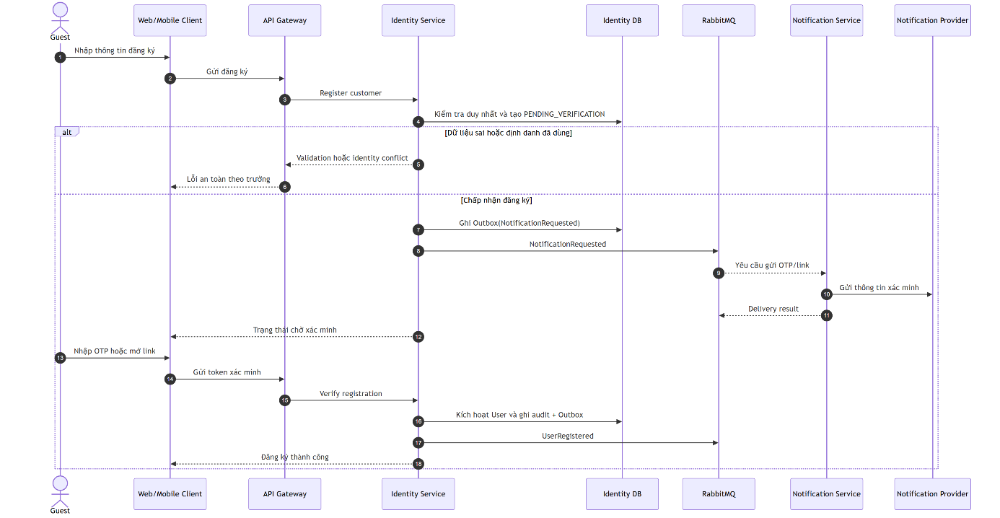 Guest
Web/Mobile Client
API Gateway
Identity Service
Identity DB
RabbitMQ
Notification Service
Notification Provider
1 Nhập thông tin đăng ký
2 Gửi đăng ký
3 Register customer
4 Kiểm tra duy nhất và tạo PENDING_VERIFICATION
alt
[Dữ liệu sai hoặc định danh đã dùng]
5 Validation hoặc identity conflict
6 Lỗi an toàn theo trường
[Chấp nhận đăng ký]
7 Ghi Outbox(NotificationRequested)
8 NotificationRequested
9 Yêu cầu gửi OTP/link
10 Gửi thông tin xác minh
11 Delivery result
12 Trạng thái chờ xác minh
13 Nhập OTP hoặc mở link
14 Gửi token xác minh
15 Verify registration
16 Kích hoạt User và ghi audit + Outbox
17 UserRegistered
18 Đăng ký thành công
Guest
Web/Mobile Client
API Gateway
Identity Service
Identity DB
RabbitMQ
Notification Service
Notification Provider